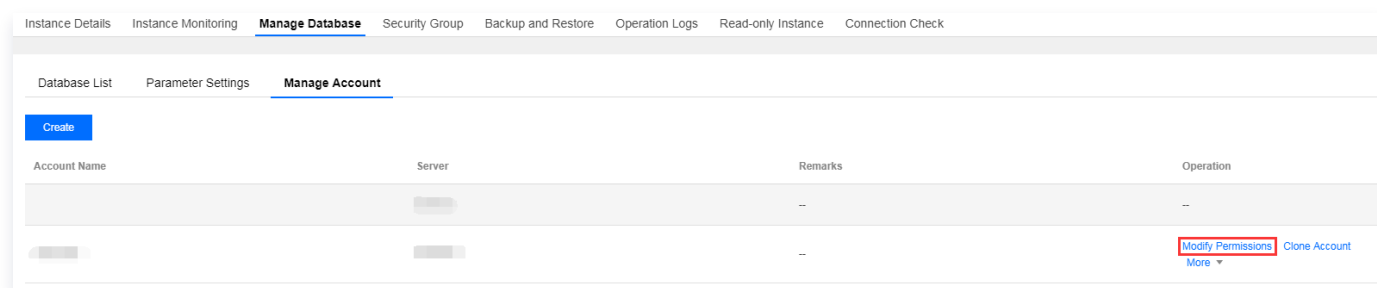 Instance Details Instance Monitoring Manage Database Security Group Backup and Restore Operation Logs Read-only Instance Connection Check
Database List Parameter Settings Manage Account
Create
Account Name Server Remarks Operation
-- --
-- Modify Permissions Clone Account
More